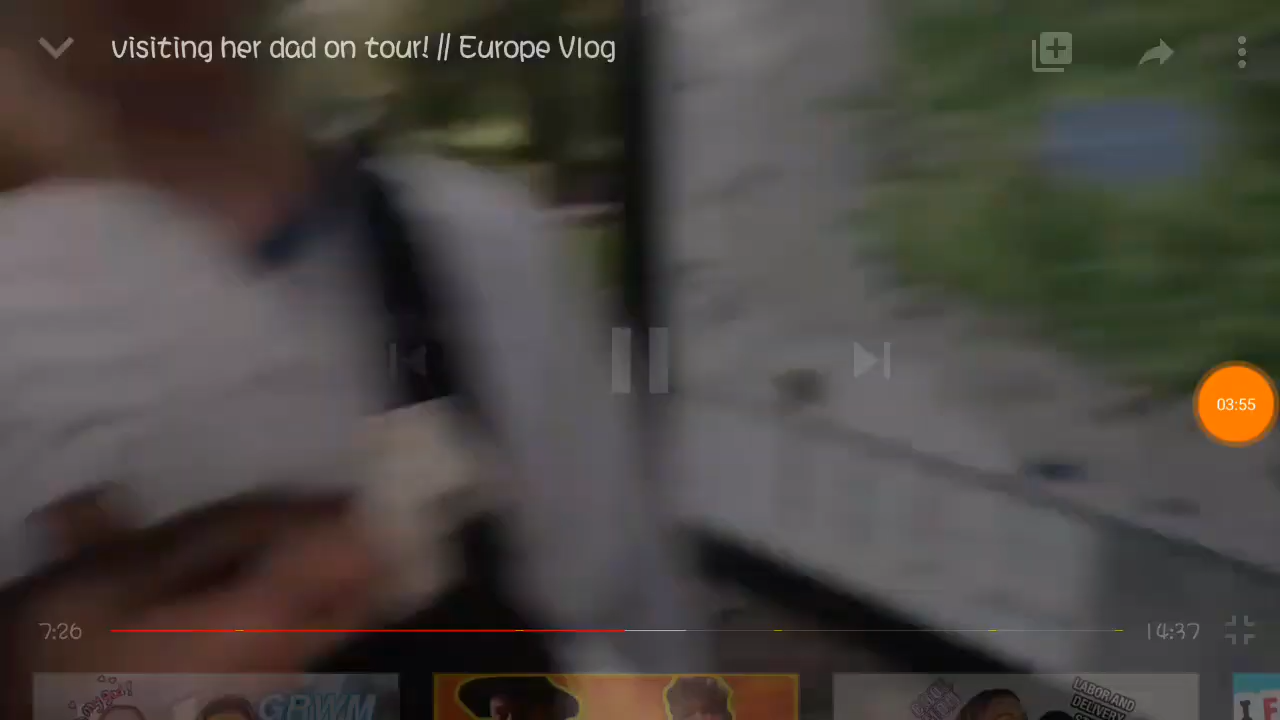 visiting her dad on tour! // Europe Vlog
03:55
7:26
14:37
GRWM
LABOR AND
DELIVERY